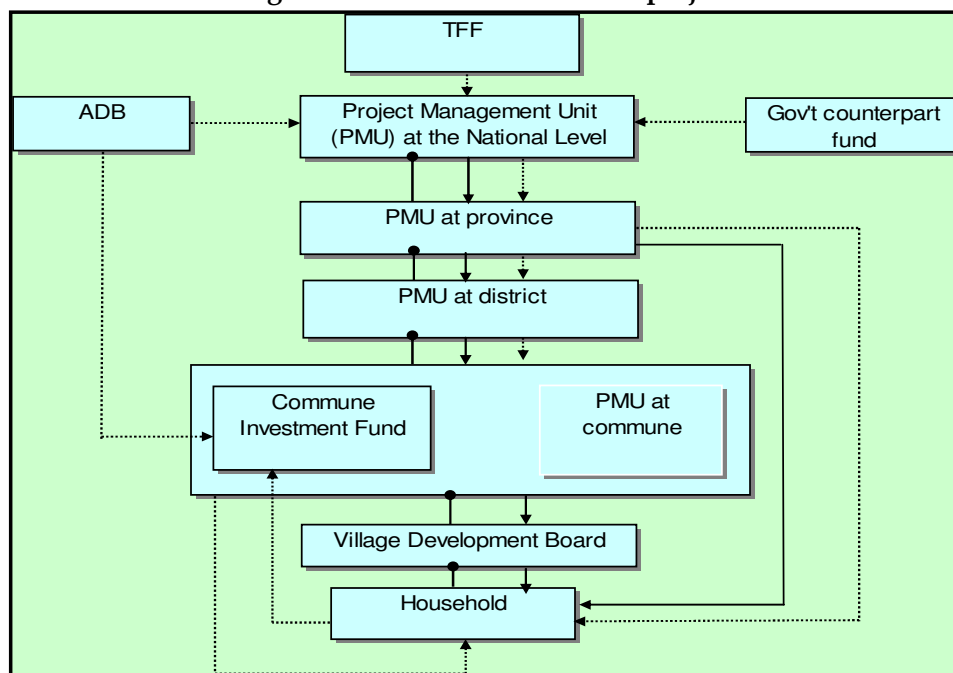 TFF
ADB
Project Management Unit
(PMU) at the National Level
Gov't counterpart
fund
PMU at province
PMU at district
Commune
Investment Fund
PMU at
commune
Village Development Board
Household